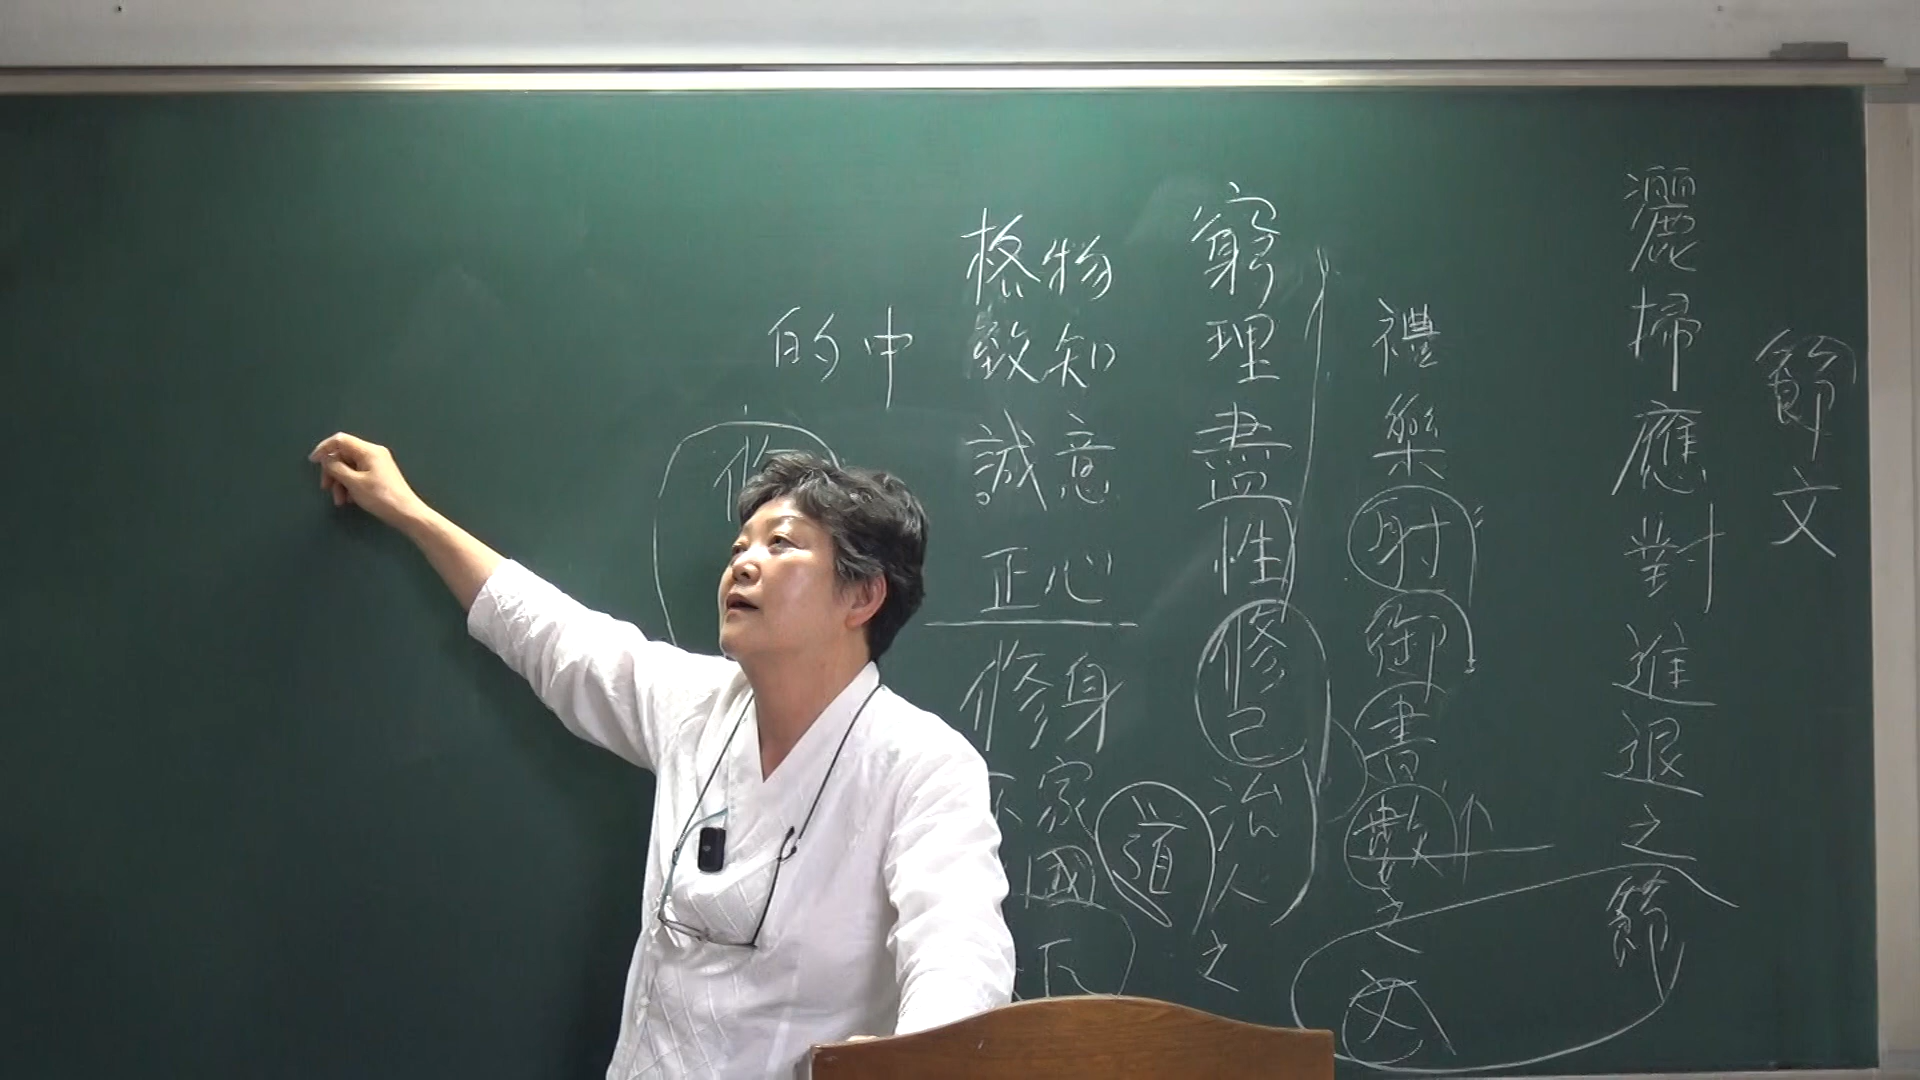 節文
灑掃應對進退之節
禮樂射御書數之文
窮理盡性修己治人之
道
格物
致知
誠意
正心
修身
家
國
下
的中